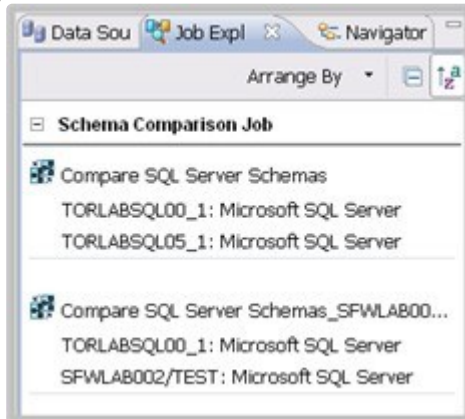 Data Sou Job Expl Navigator
Arrange By
Schema Comparison Job
Compare SQL Server Schemas
TORLABSQL00_1: Microsoft SQL Server
TORLABSQL05_1: Microsoft SQL Server
Compare SQL Server Schemas_SFWLAB00...
TORLABSQL00_1: Microsoft SQL Server
SFWLAB002/TEST: Microsoft SQL Server